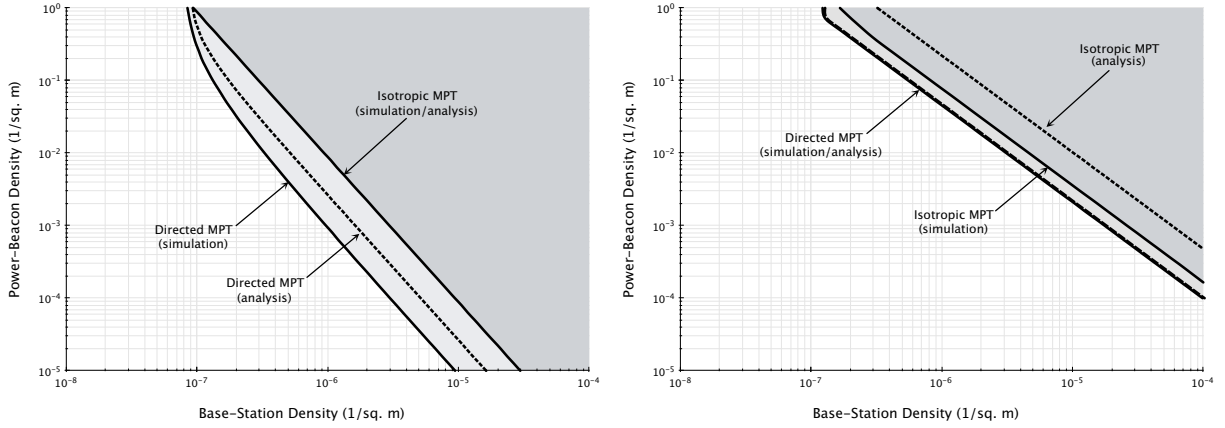 Power-Beacon Density (1/sq. m)
10⁰
10⁻¹
10⁻²
10⁻³
10⁻⁴
10⁻⁵
10⁻⁸
10⁻⁷
10⁻⁶
10⁻⁵
10⁻⁴
Base-Station Density (1/sq. m)
Isotropic MPT
(simulation/analysis)
Directed MPT
(simulation)
Directed MPT
(analysis)
Power-Beacon Density (1/sq. m)
10⁰
10⁻¹
10⁻²
10⁻³
10⁻⁴
10⁻⁵
10⁻⁸
10⁻⁷
10⁻⁶
10⁻⁵
10⁻⁴
Base-Station Density (1/sq. m)
Isotropic MPT
(analysis)
Directed MPT
(simulation/analysis)
Isotropic MPT
(simulation)